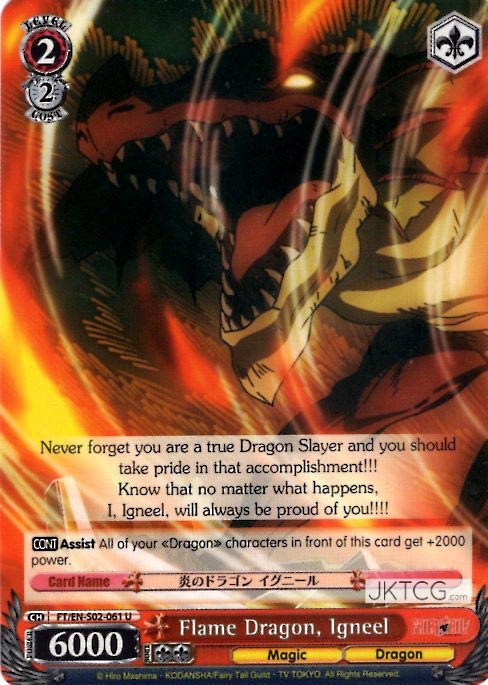 LEVEL
2
2
COST
Never forget you are a true Dragon Slayer and you should
take pride in that accomplishment!!!
Know that no matter what happens,
I, Igneel, will always be proud of you!!!!
CONT Assist All of your «Dragon» characters in front of this card get +2000
power.
Card Name 炎のドラゴン イグニール
JKTCG.com
CH FT/EN-S02-061 U
Flame Dragon, Igneel
FAIRY TAIL
POWER 6000 SOUL
Magic Dragon
© Hiro Mashima • KODANSHA/Fairy Tail Guild • TV TOKYO. All Rights Reserved.